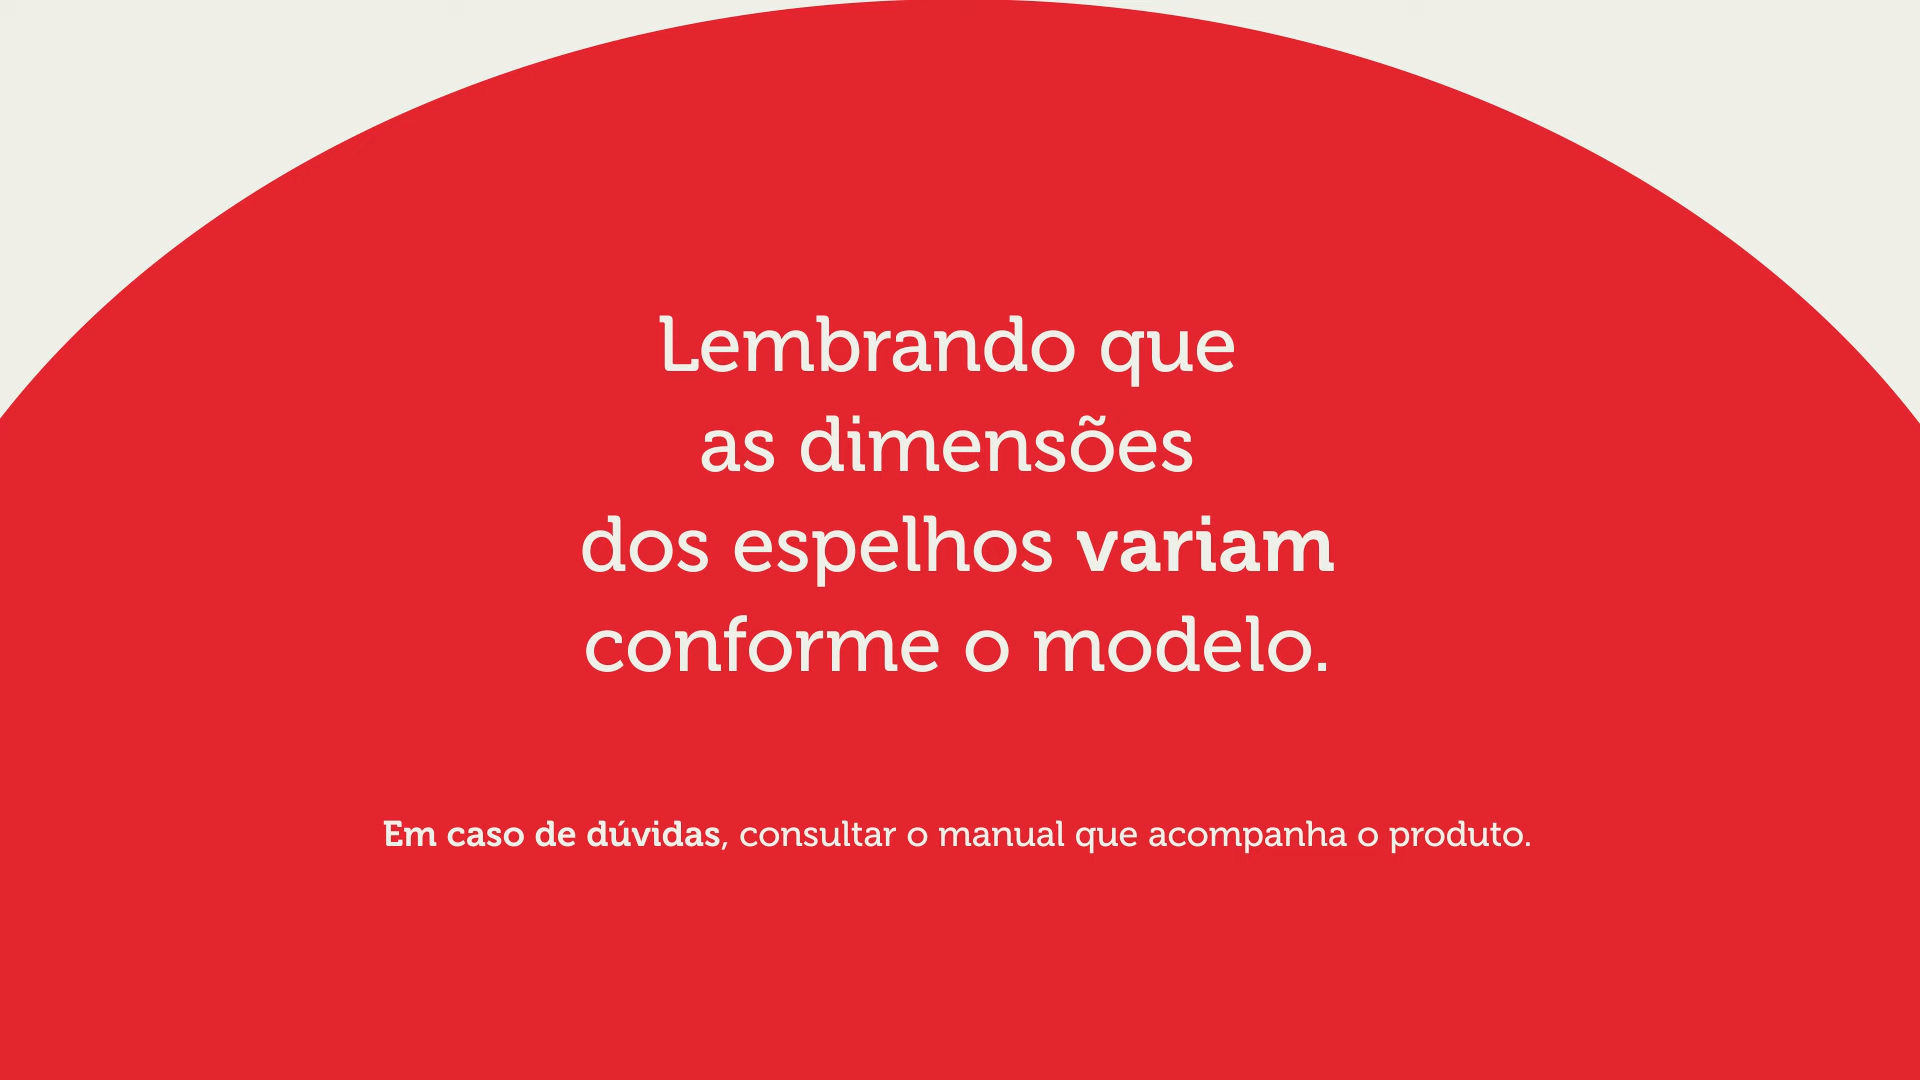 Lembrando que
as dimensões
dos espelhos variam
conforme o modelo.
Em caso de dúvidas, consultar o manual que acompanha o produto.